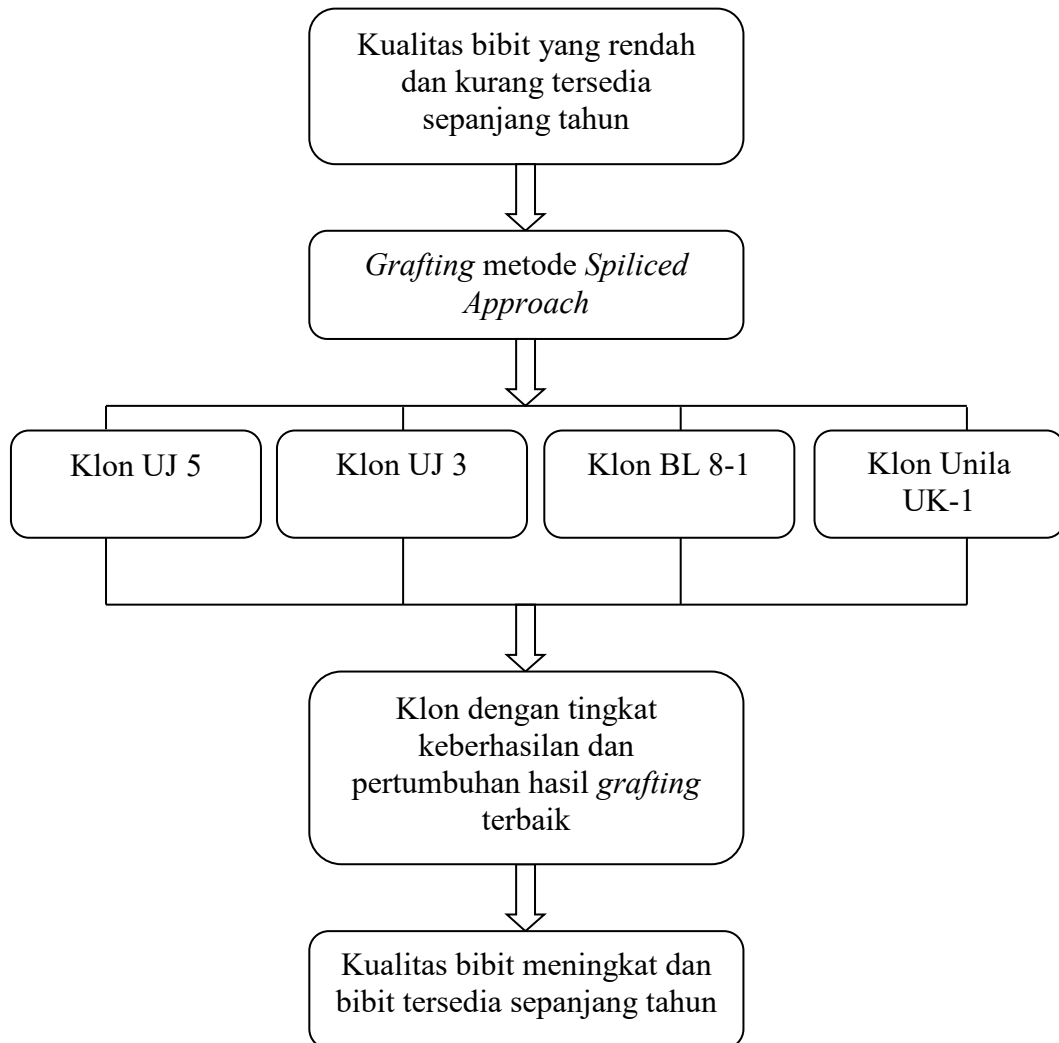 Kualitas bibit yang rendah
dan kurang tersedia
sepanjang tahun
Grafting metode Spiliced
Approach
Klon UJ 5
Klon UJ 3
Klon BL 8-1
Klon Unila
UK-1
Klon dengan tingkat
keberhasilan dan
pertumbuhan hasil grafting
terbaik
Kualitas bibit meningkat dan
bibit tersedia sepanjang tahun